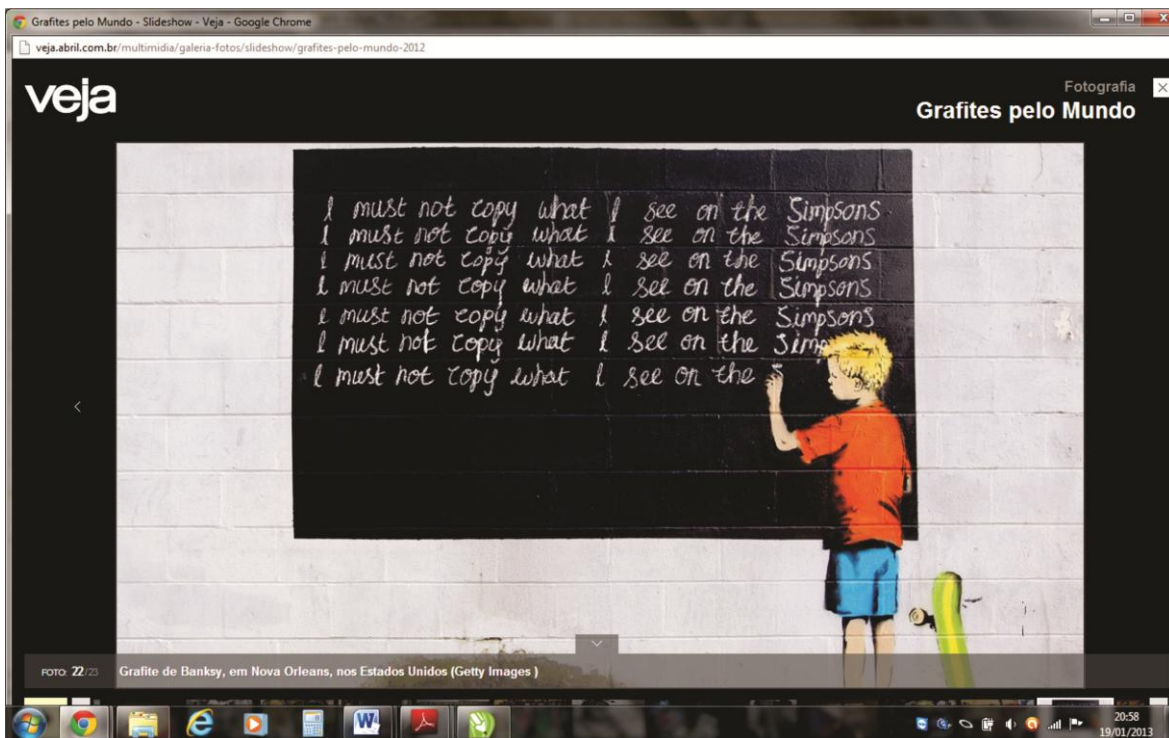 Grafites pelo Mundo - Slideshow - Veja - Google Chrome
veja.abril.com.br/multimidia/galeria-fotos/slideshow/grafites-pelo-mundo-2012
veja
Fotografia
Grafites pelo Mundo
I must not copy what I see on the Simpsons
I must not copy what I see on the Simpsons
I must not copy what I see on the Simpsons
I must not copy what I see on the Simpsons
I must not copy what I see on the Simpsons
I must not copy what I see on the Simp
I must not copy what I see on the S
FOTO: 22/23 Grafite de Banksy, em Nova Orleans, nos Estados Unidos (Getty Images )
20:58
19/01/2013